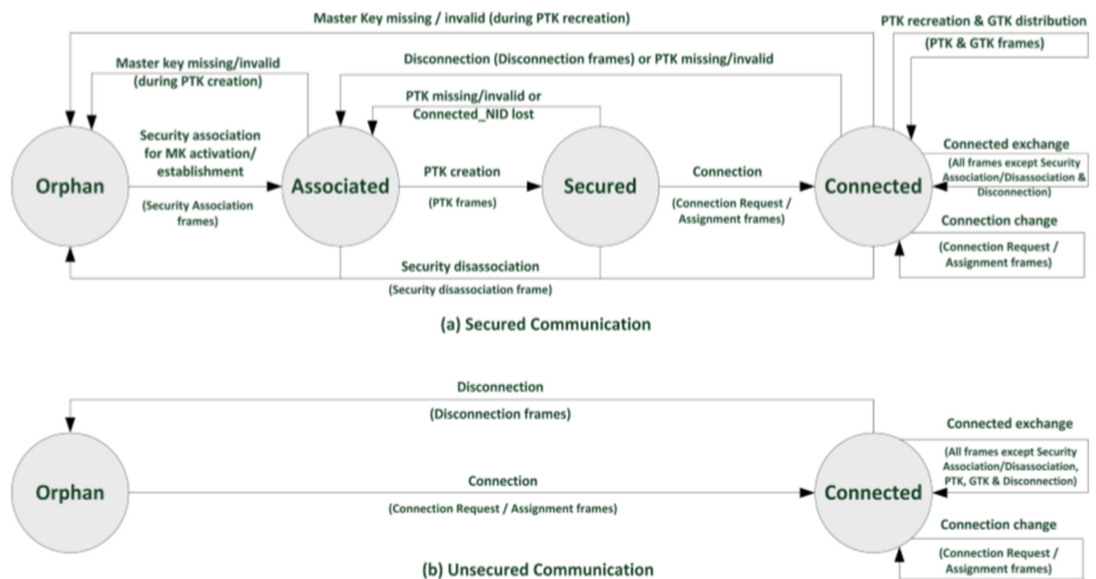 Master Key missing / invalid (during PTK recreation)
PTK recreation & GTK distribution
(PTK & GTK frames)
Master key missing/invalid
(during PTK creation)
Disconnection (Disconnection frames) or PTK missing/invalid
PTK missing/invalid or
Connected_NID lost
Security association
for MK activation/
establishment
(Security Association
frames)
Orphan
Associated
PTK creation
(PTK frames)
Secured
Connection
(Connection Request /
Assignment frames)
Connected
Connected exchange
(All frames except Security
Association/Disassociation &
Disconnection)
Connection change
(Connection Request /
Assignment frames)
Security disassociation
(Security disassociation frame)
(a) Secured Communication
Disconnection
(Disconnection frames)
Orphan
Connection
(Connection Request / Assignment frames)
Connected
Connected exchange
(All frames except Security
Association/Disassociation,
PTK, GTK & Disconnection)
Connection change
(Connection Request /
Assignment frames)
(b) Unsecured Communication